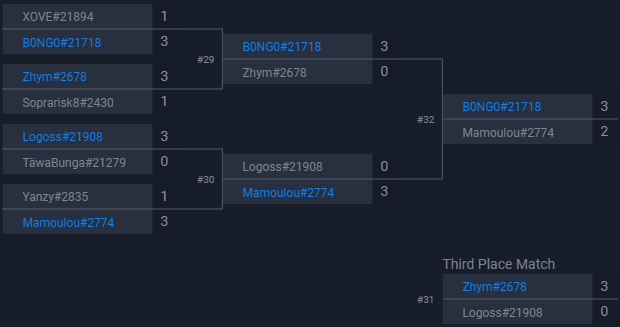 XOVE#21894 1
B0NG0#21718 3
#29
Zhym#2678 3
Soprarisk8#2430 1
B0NG0#21718 3
Zhym#2678 0
Logoss#21908 3
TäwaBunga#21279 0
#30
Yanzy#2835 1
Mamoulou#2774 3
Logoss#21908 0
Mamoulou#2774 3
#32
B0NG0#21718 3
Mamoulou#2774 2
Third Place Match
#31
Zhym#2678 3
Logoss#21908 0